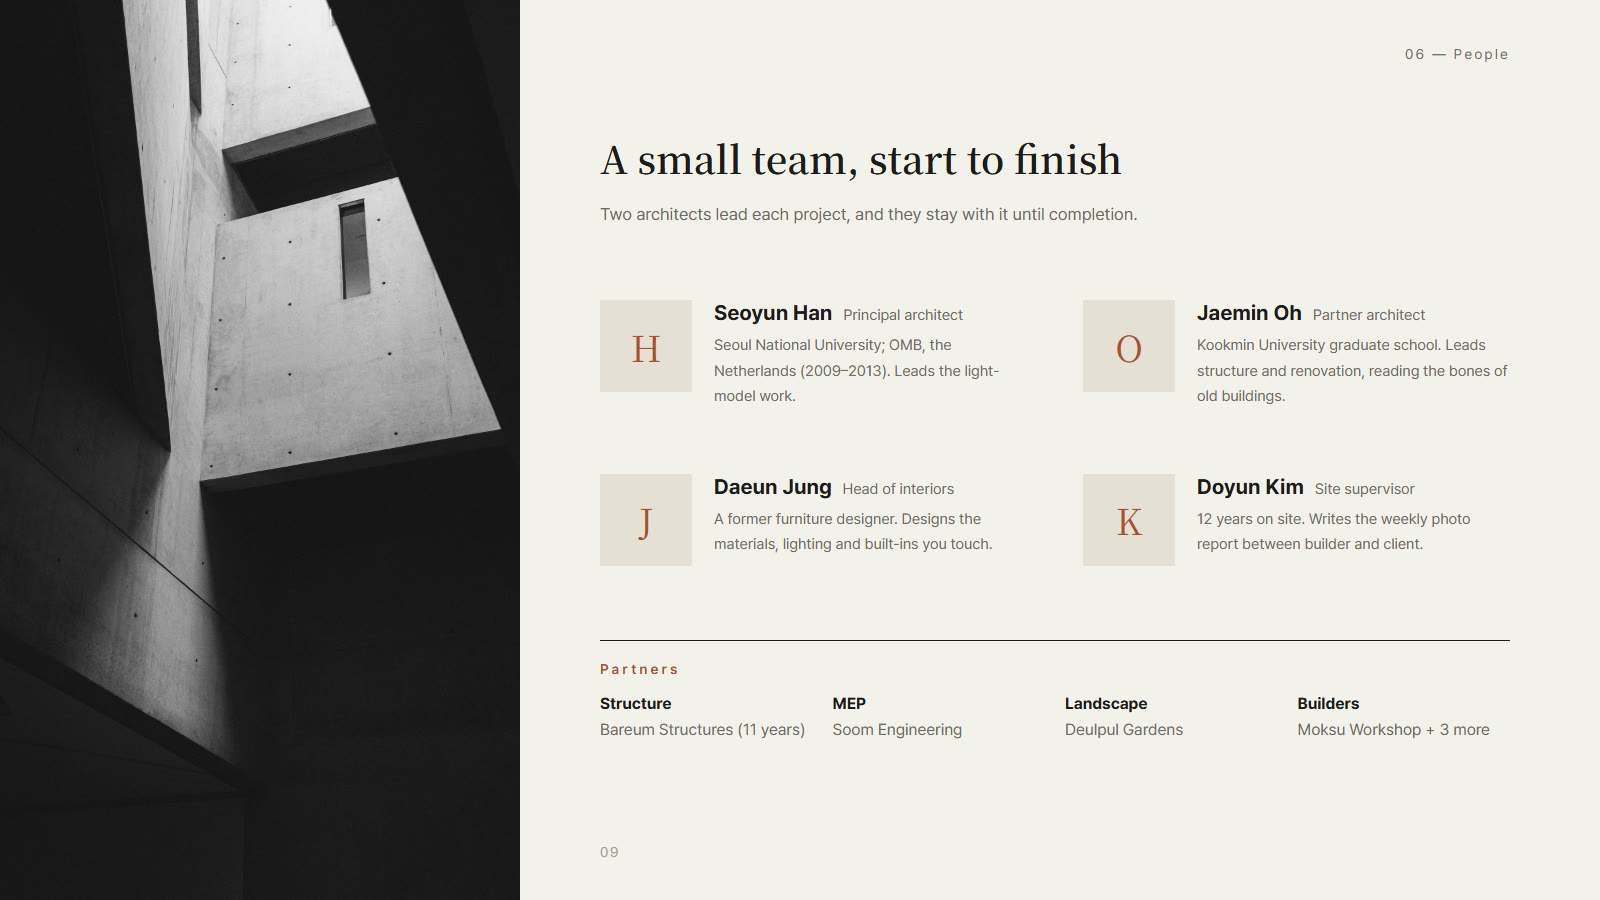 06 — People
A small team, start to finish
Two architects lead each project, and they stay with it until completion.
H
Seoyun Han Principal architect
Seoul National University; OMB, the
Netherlands (2009–2013). Leads the light-
model work.
O
Jaemin Oh Partner architect
Kookmin University graduate school. Leads
structure and renovation, reading the bones of
old buildings.
J
Daeun Jung Head of interiors
A former furniture designer. Designs the
materials, lighting and built-ins you touch.
K
Doyun Kim Site supervisor
12 years on site. Writes the weekly photo
report between builder and client.
Partners
Structure
Bareum Structures (11 years)
MEP
Soom Engineering
Landscape
Deulpul Gardens
Builders
Moksu Workshop + 3 more
09